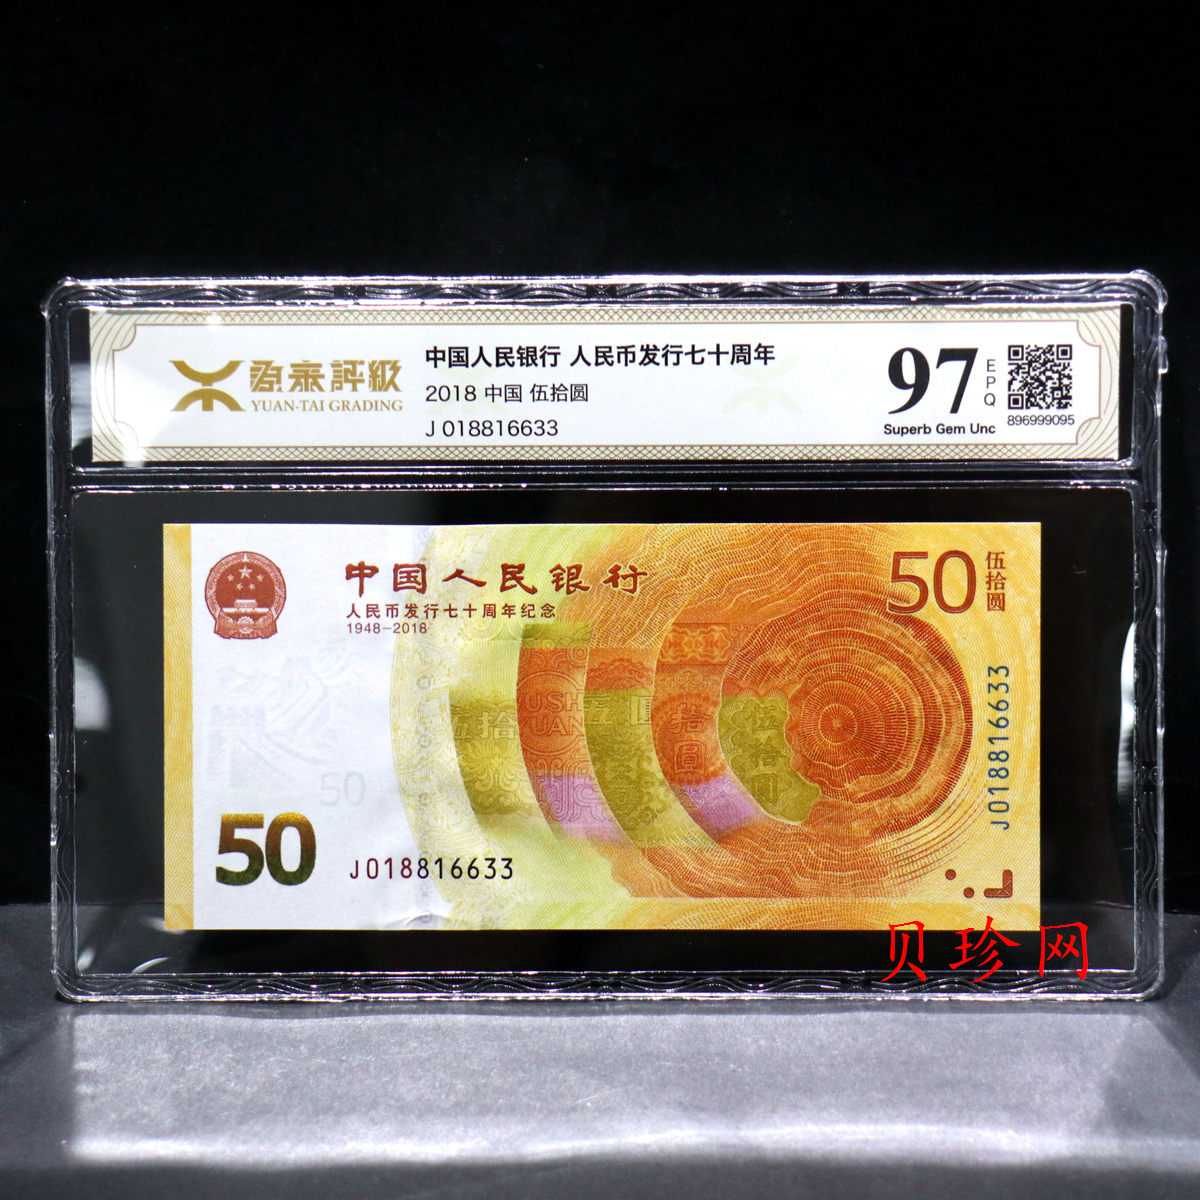 源泰評級
YUAN-TAI GRADING
中国人民银行 人民币发行七十周年
2018 中国 伍拾圆
J 018816633
97
EPQ
Superb Gem Unc
896999095
中国人民银行
人民币发行七十周年纪念
1948-2018
50
伍拾圆
J018816633
伍拾
伍拾圆
50
50
J018816633
贝珍网